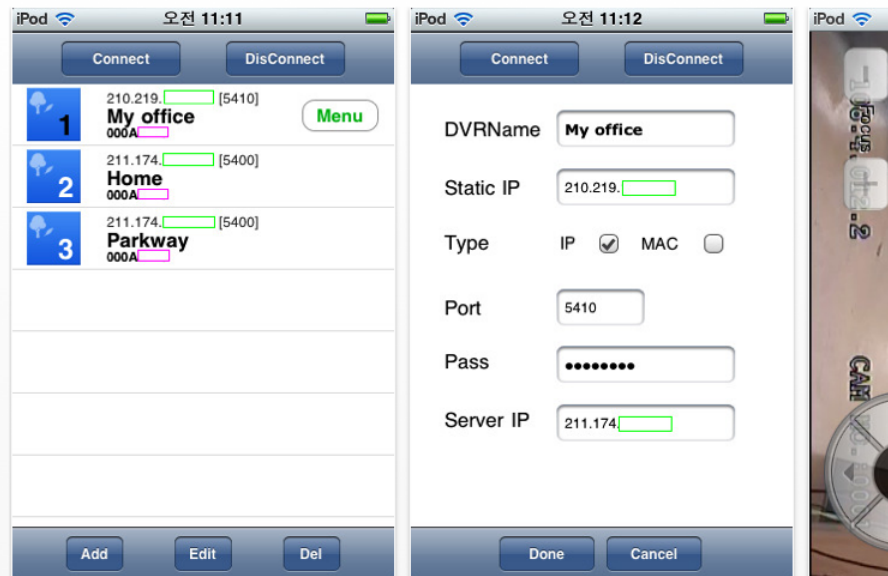 iPod 오전 11:11
Connect DisConnect
210.219. [5410]
1 My office Menu
000A
211.174. [5400]
2 Home
000A
211.174. [5400]
3 Parkway
000A
Add Edit Del
iPod 오전 11:12
Connect DisConnect
DVRName My office
Static IP 210.219.
Type IP MAC
Port 5410
Pass ••••••••
Server IP 211.174.
Done Cancel
iPod
Focus
CAM